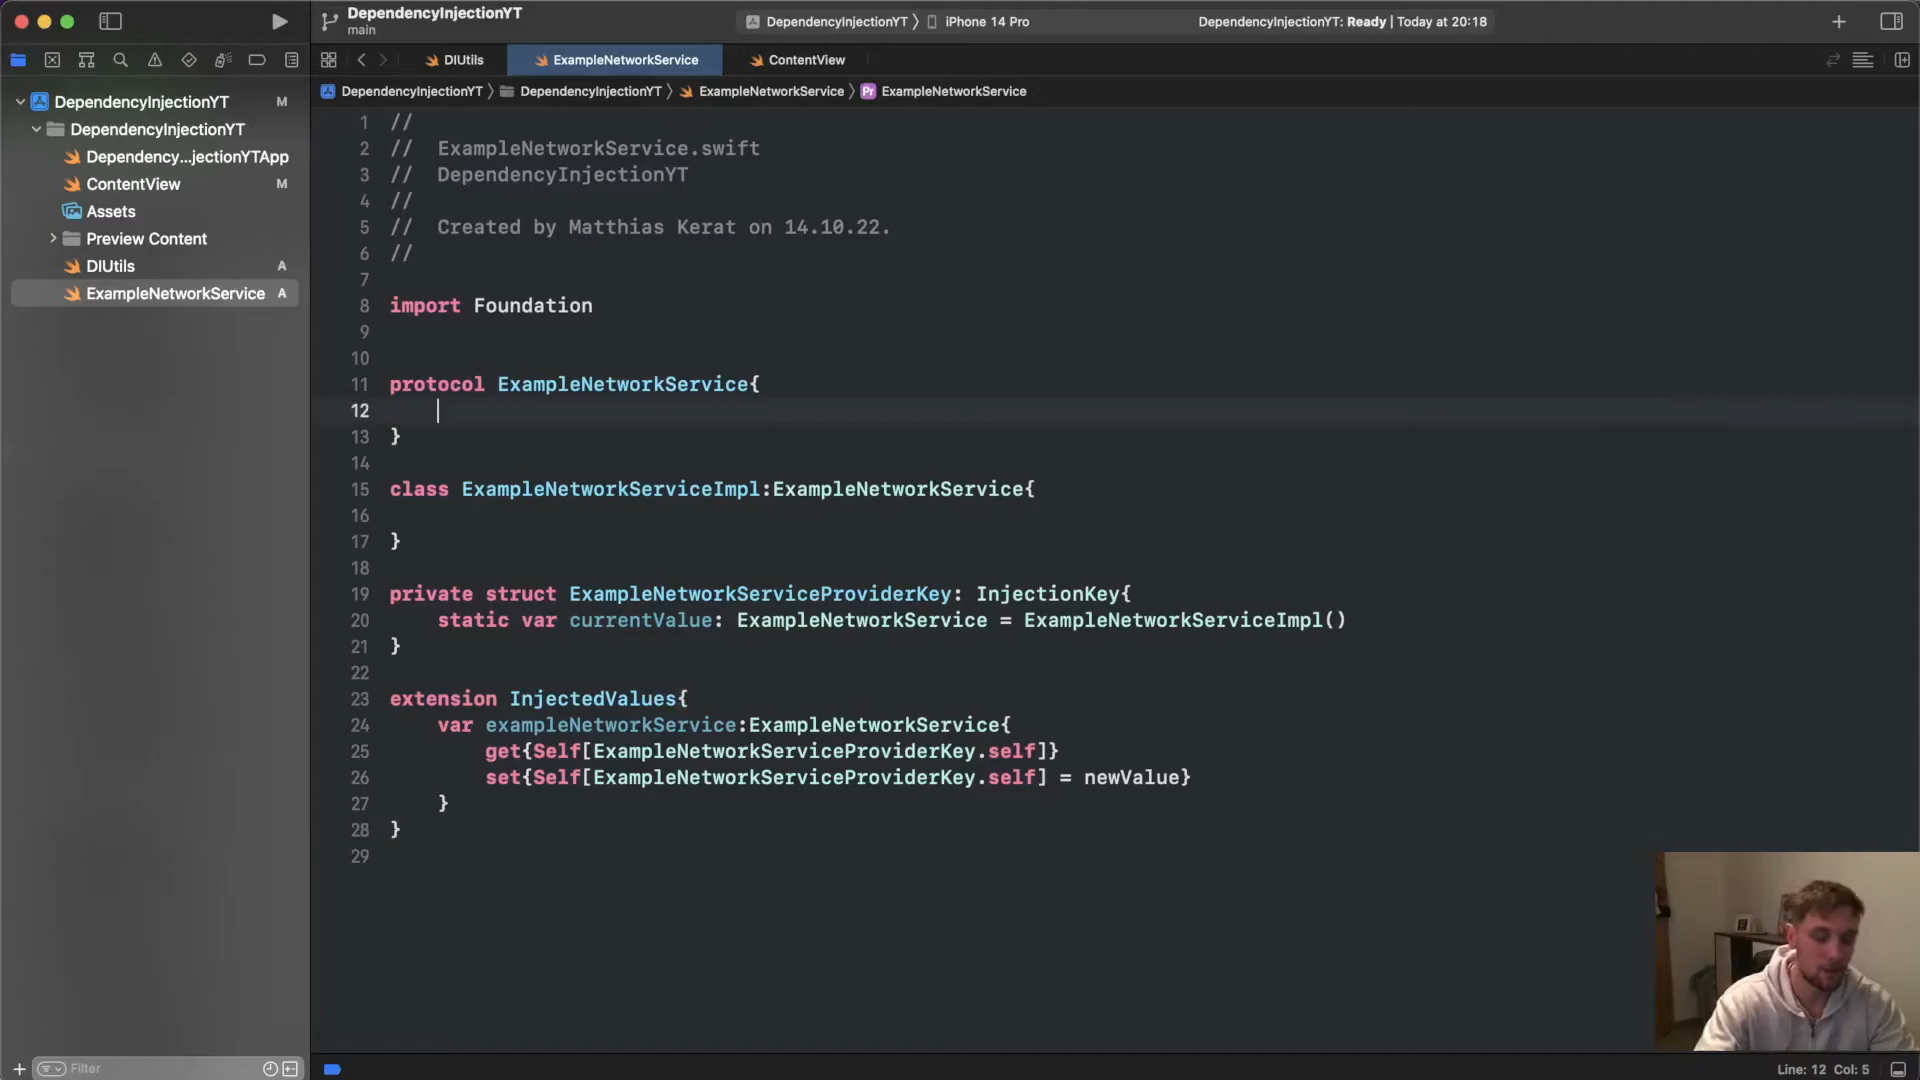 DependencyInjectionYT
main
DependencyInjectionYT
iPhone 14 Pro
DependencyInjectionYT: Ready | Today at 20:18
DIUtils
ExampleNetworkService
ContentView
DependencyInjectionYT
DependencyInjectionYT
ExampleNetworkService
Pr ExampleNetworkService
DependencyInjectionYT M
DependencyInjectionYT
Dependency...jectionYTApp
ContentView M
Assets
Preview Content
DIUtils A
ExampleNetworkService A
1 //
2 //  ExampleNetworkService.swift
3 //  DependencyInjectionYT
4 //
5 //  Created by Matthias Kerat on 14.10.22.
6 //
7
8 import Foundation
9
10
11 protocol ExampleNetworkService{
12
13 }
14
15 class ExampleNetworkServiceImpl:ExampleNetworkService{
16
17 }
18
19 private struct ExampleNetworkServiceProviderKey: InjectionKey{
20     static var currentValue: ExampleNetworkService = ExampleNetworkServiceImpl()
21 }
22
23 extension InjectedValues{
24     var exampleNetworkService:ExampleNetworkService{
25         get{Self[ExampleNetworkServiceProviderKey.self]}
26         set{Self[ExampleNetworkServiceProviderKey.self] = newValue}
27     }
28 }
29
Filter
Line: 12 Col: 5